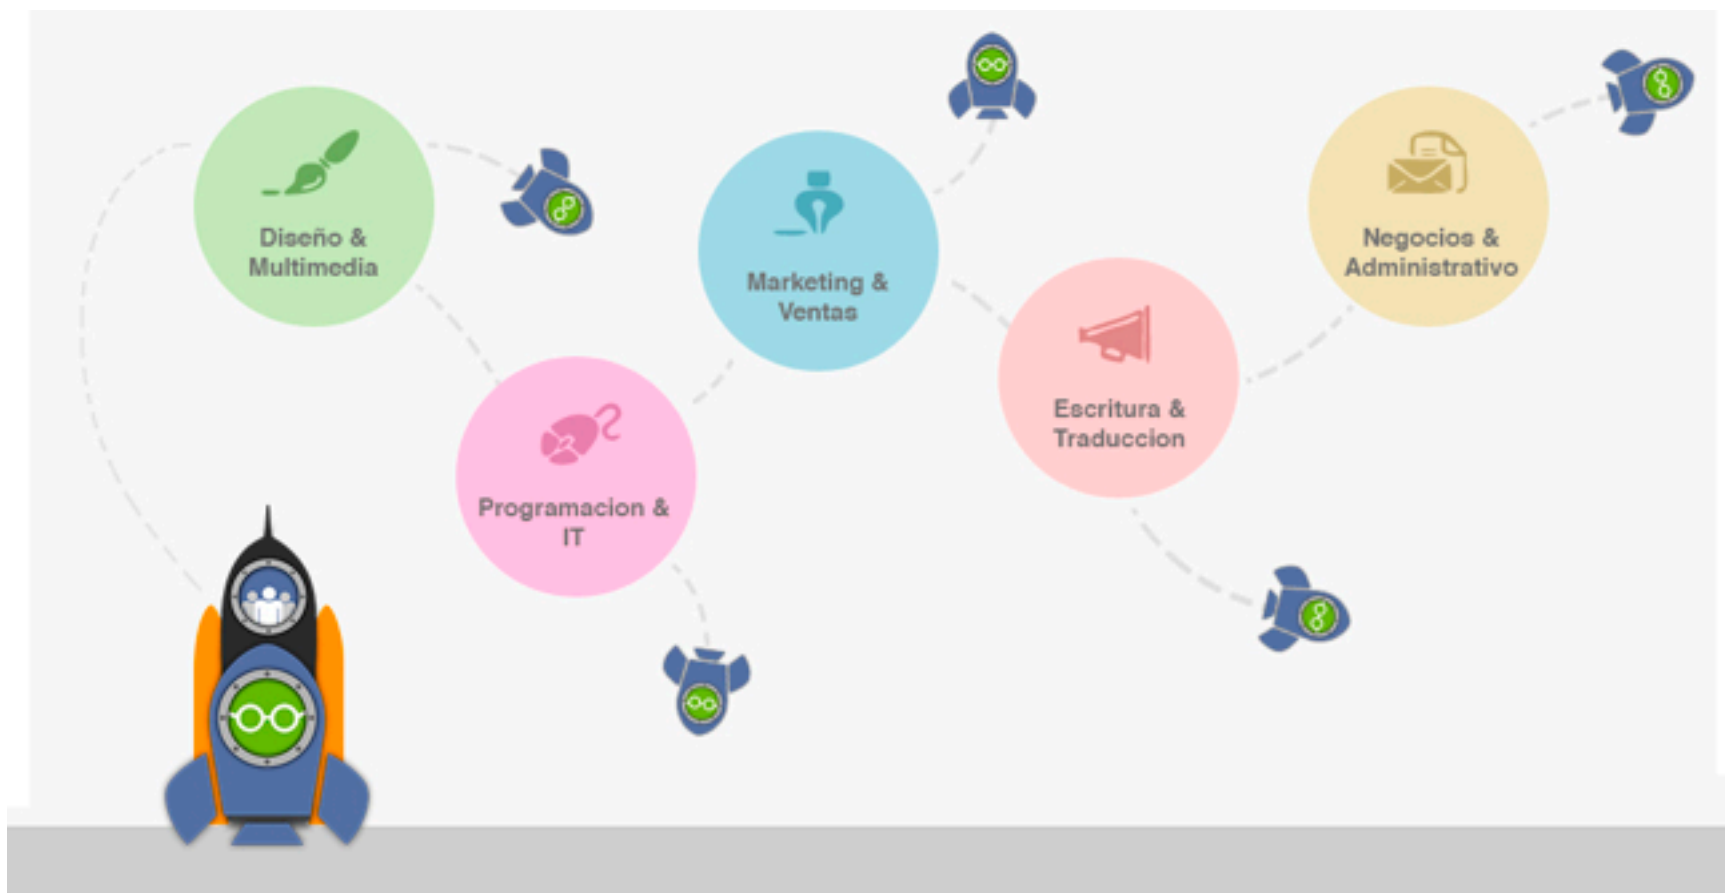 Diseño &
Multimedia
Programacion &
IT
Marketing &
Ventas
Escritura &
Traduccion
Negocios &
Administrativo